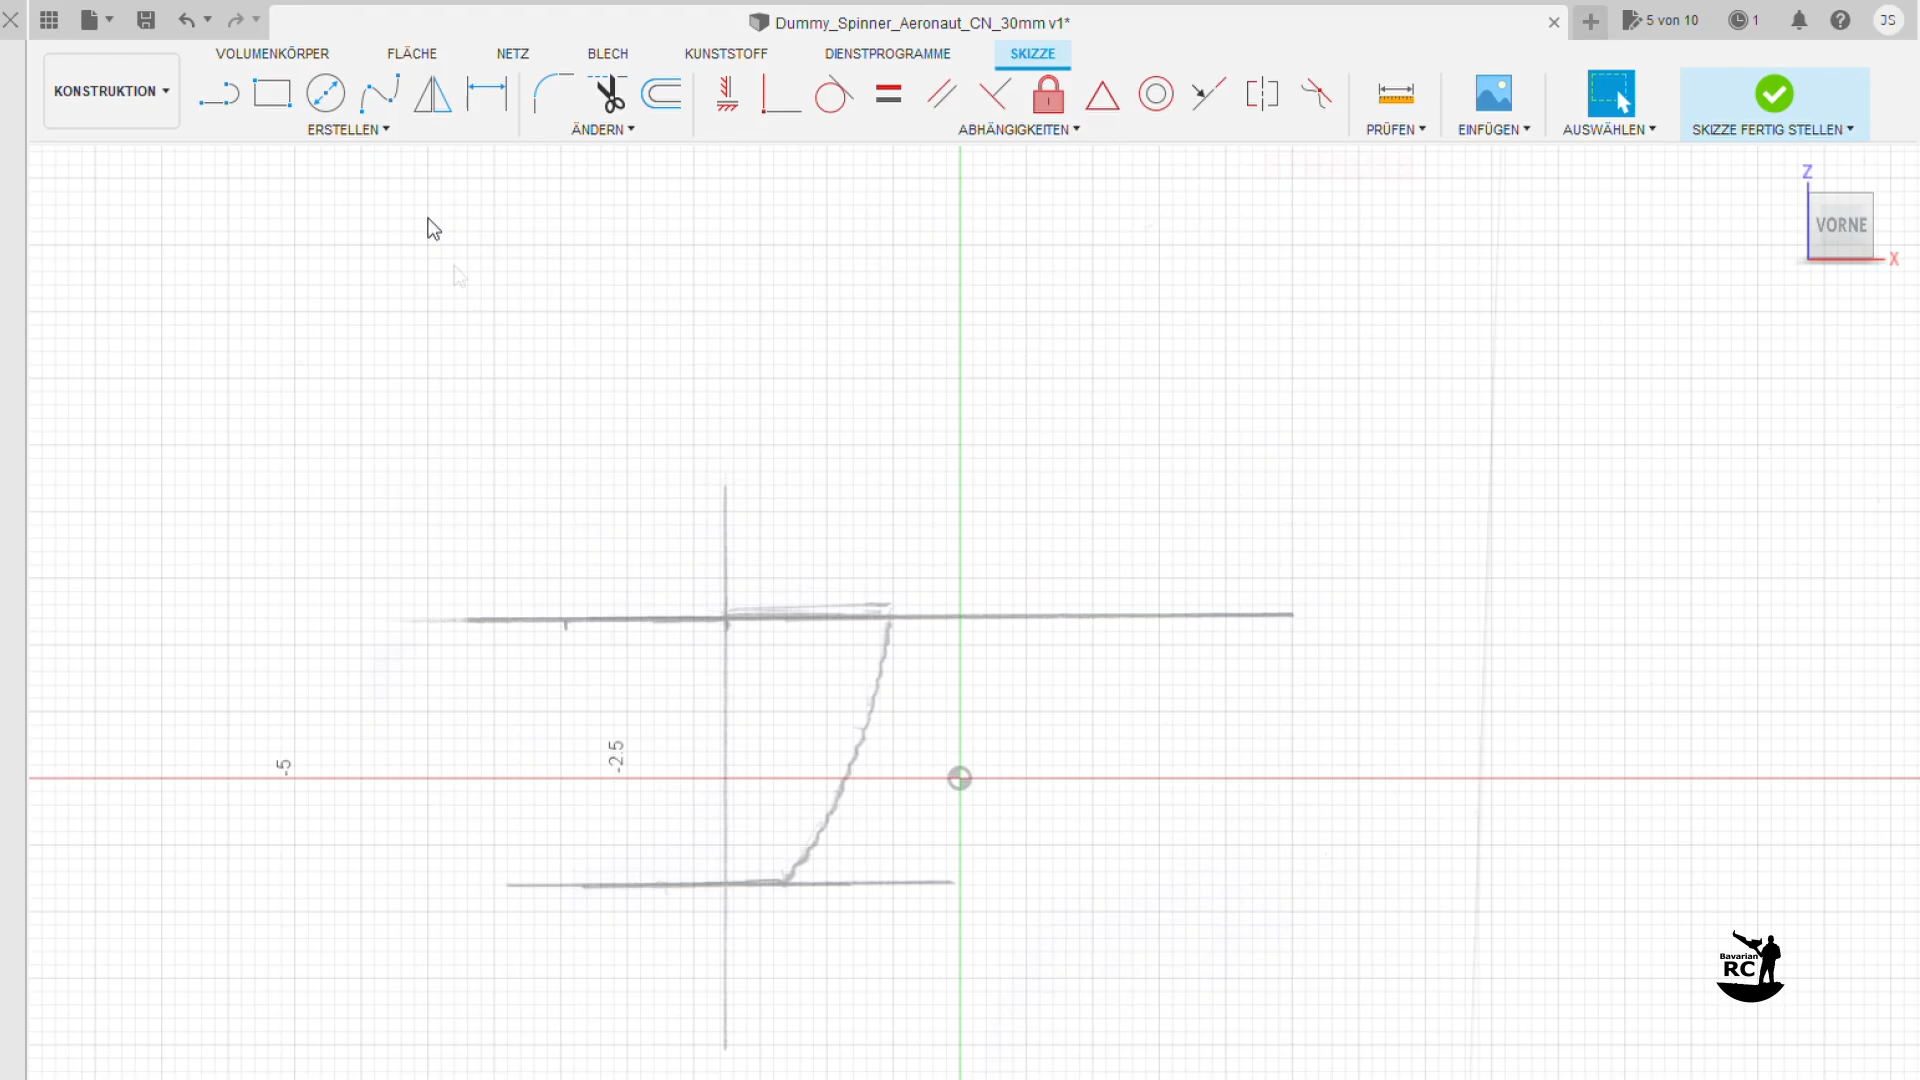 Dummy_Spinner_Aeronaut_CN_30mm v1*
5 von 10
1
JS
VOLUMENKÖRPER
FLÄCHE
NETZ
BLECH
KUNSTSTOFF
DIENSTPROGRAMME
SKIZZE
KONSTRUKTION
ERSTELLEN
ÄNDERN
ABHÄNGIGKEITEN
PRÜFEN
EINFÜGEN
AUSWÄHLEN
SKIZZE FERTIG STELLEN
Z
VORNE
X
-5
-2.5
Bavarian
RC